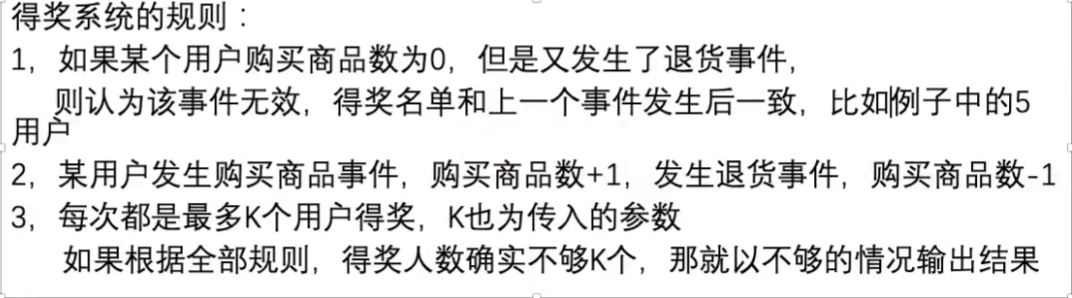 得奖系统的规则：
1，如果某个用户购买商品数为0，但是又发生了退货事件，
则认为该事件无效，得奖名单和上一个事件发生后一致，比如例子中的5
用户
2，某用户发生购买商品事件，购买商品数+1，发生退货事件，购买商品数-1
3，每次都是最多K个用户得奖，K也为传入的参数
如果根据全部规则，得奖人数确实不够K个，那就以不够的情况输出结果